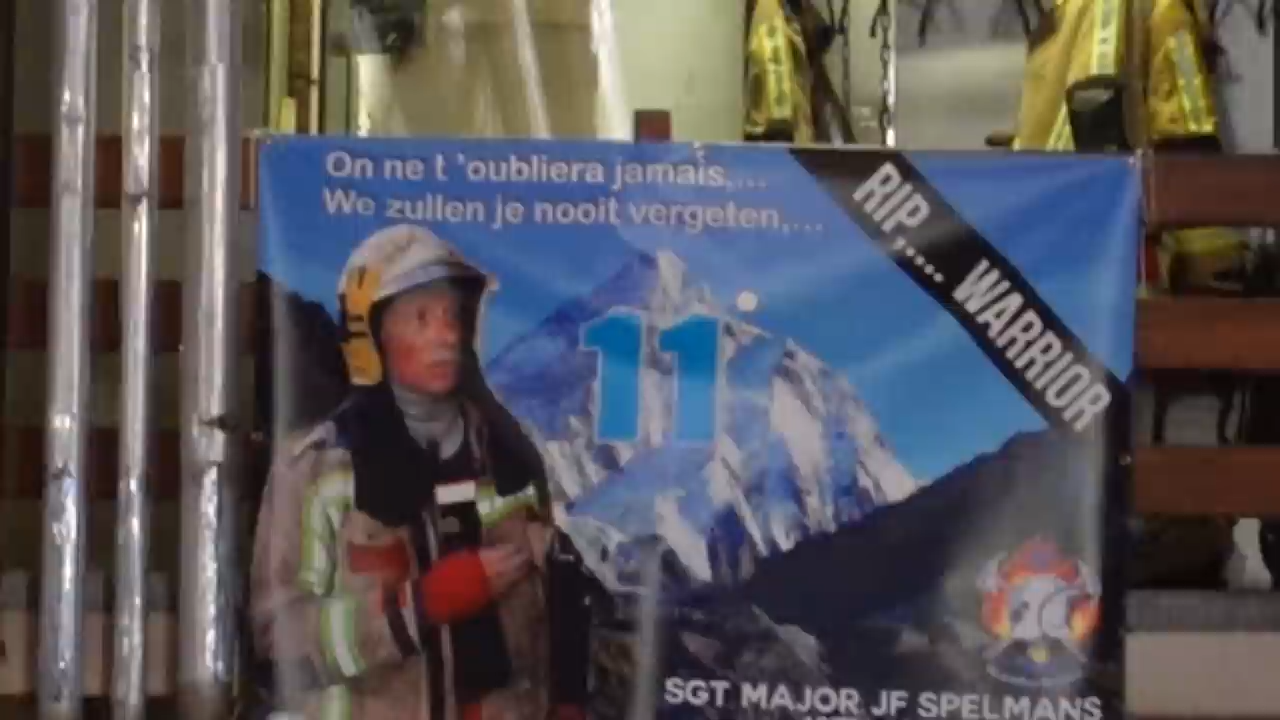 On ne t 'oubliera jamais,...
We zullen je nooit vergeten,...
RIP,.... WARRIOR
11
SGT MAJOR JF SPELMANS